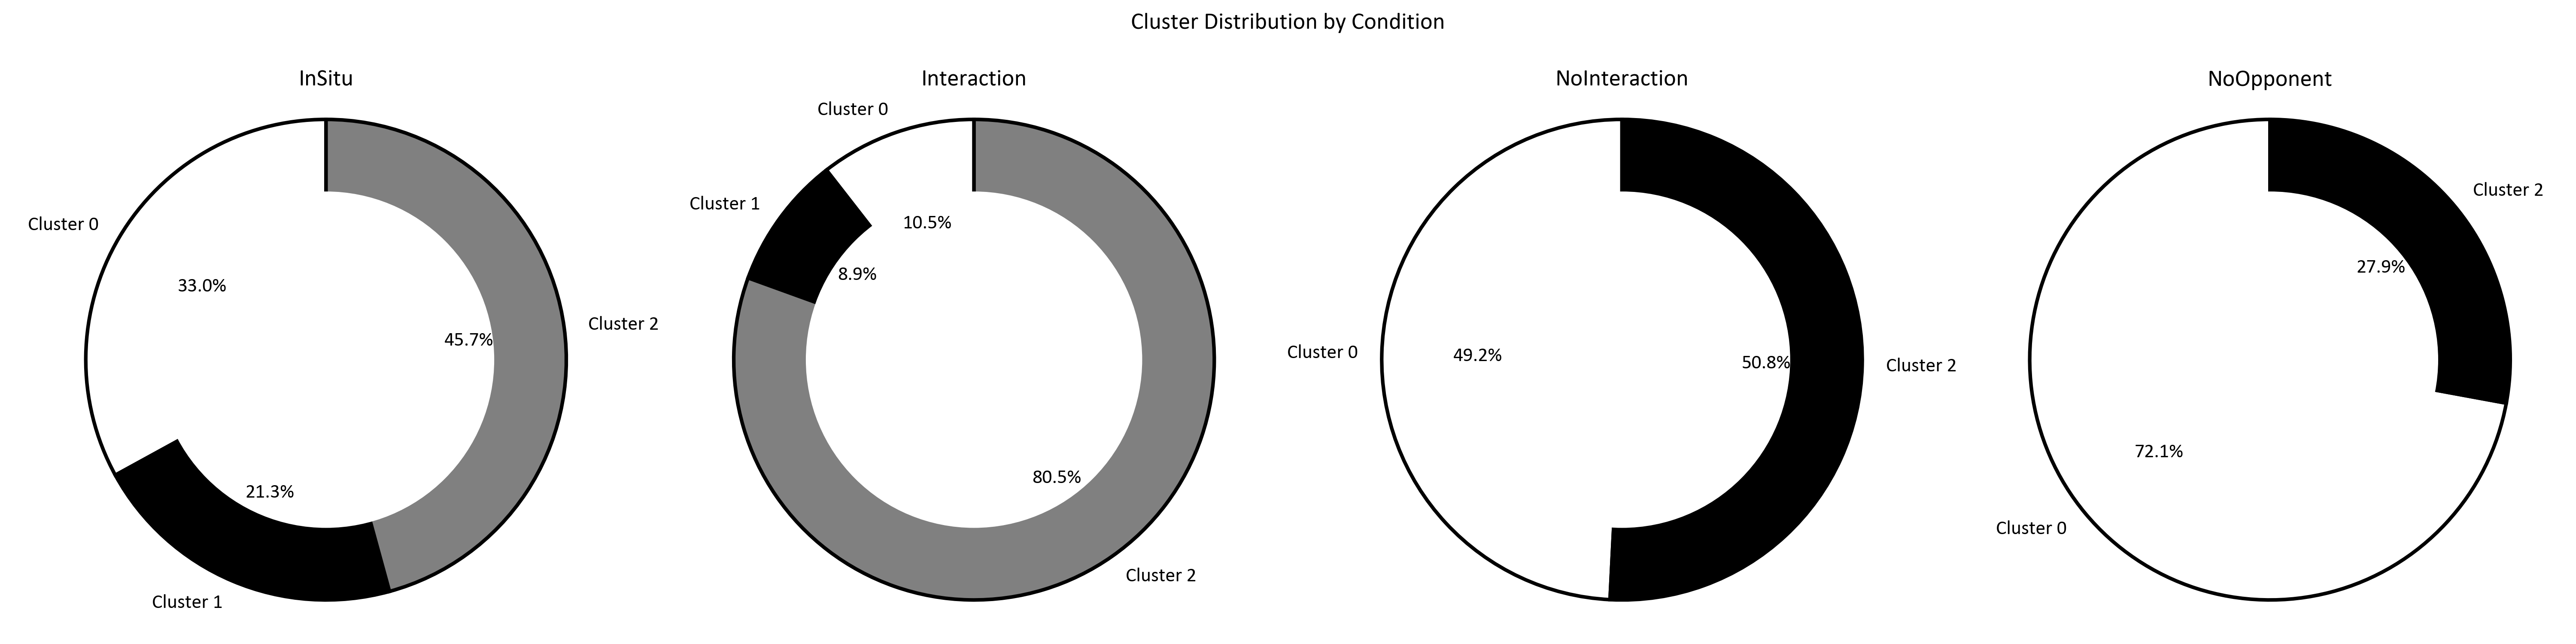 Cluster Distribution by Condition
InSitu
Cluster 0
33.0%
45.7%
Cluster 2
21.3%
Cluster 1
Interaction
Cluster 0
Cluster 1
10.5%
8.9%
80.5%
Cluster 2
NoInteraction
Cluster 0
49.2%
50.8%
Cluster 2
NoOpponent
Cluster 2
27.9%
72.1%
Cluster 0